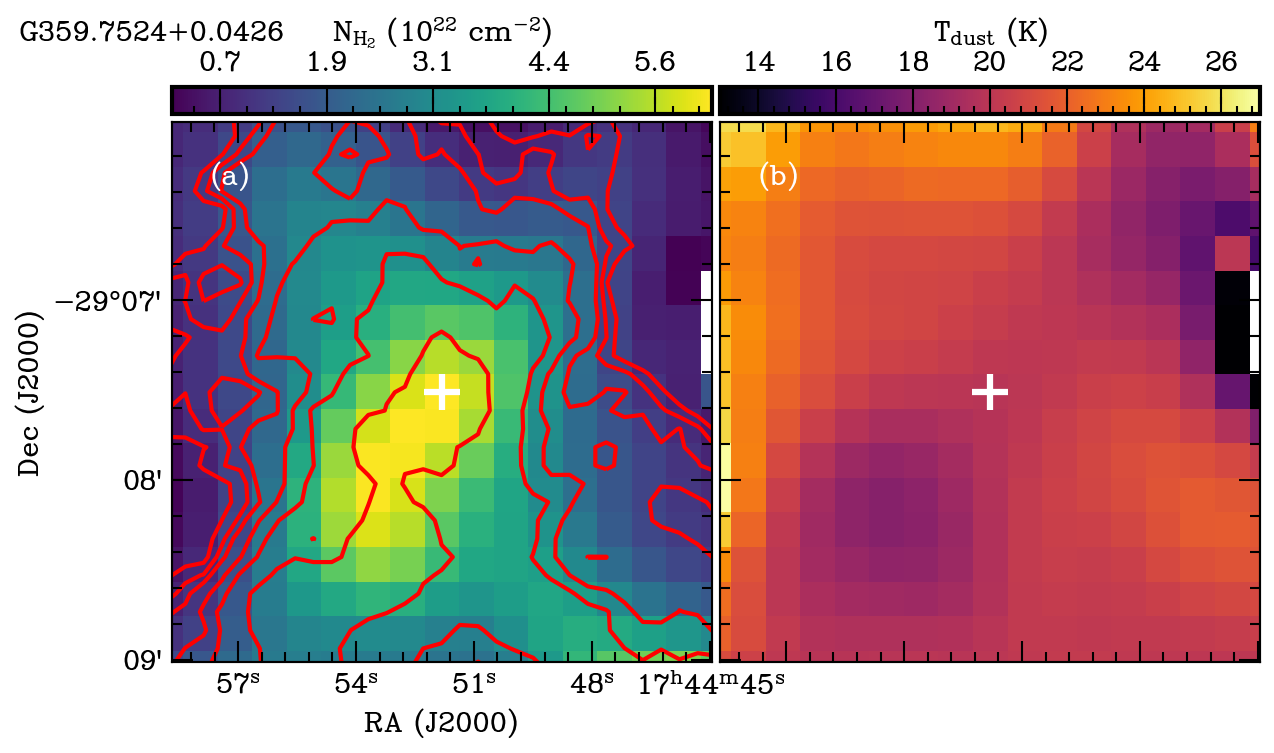 G359.7524+0.0426 N_H₂ (10²² cm⁻²) T_dust (K)
0.7 1.9 3.1 4.4 5.6 14 16 18 20 22 24 26
(a) (b)
−29°07'
08'
09'
Dec (J2000)
57ˢ 54ˢ 51ˢ 48ˢ 17ʰ44ᵐ45ˢ
RA (J2000)